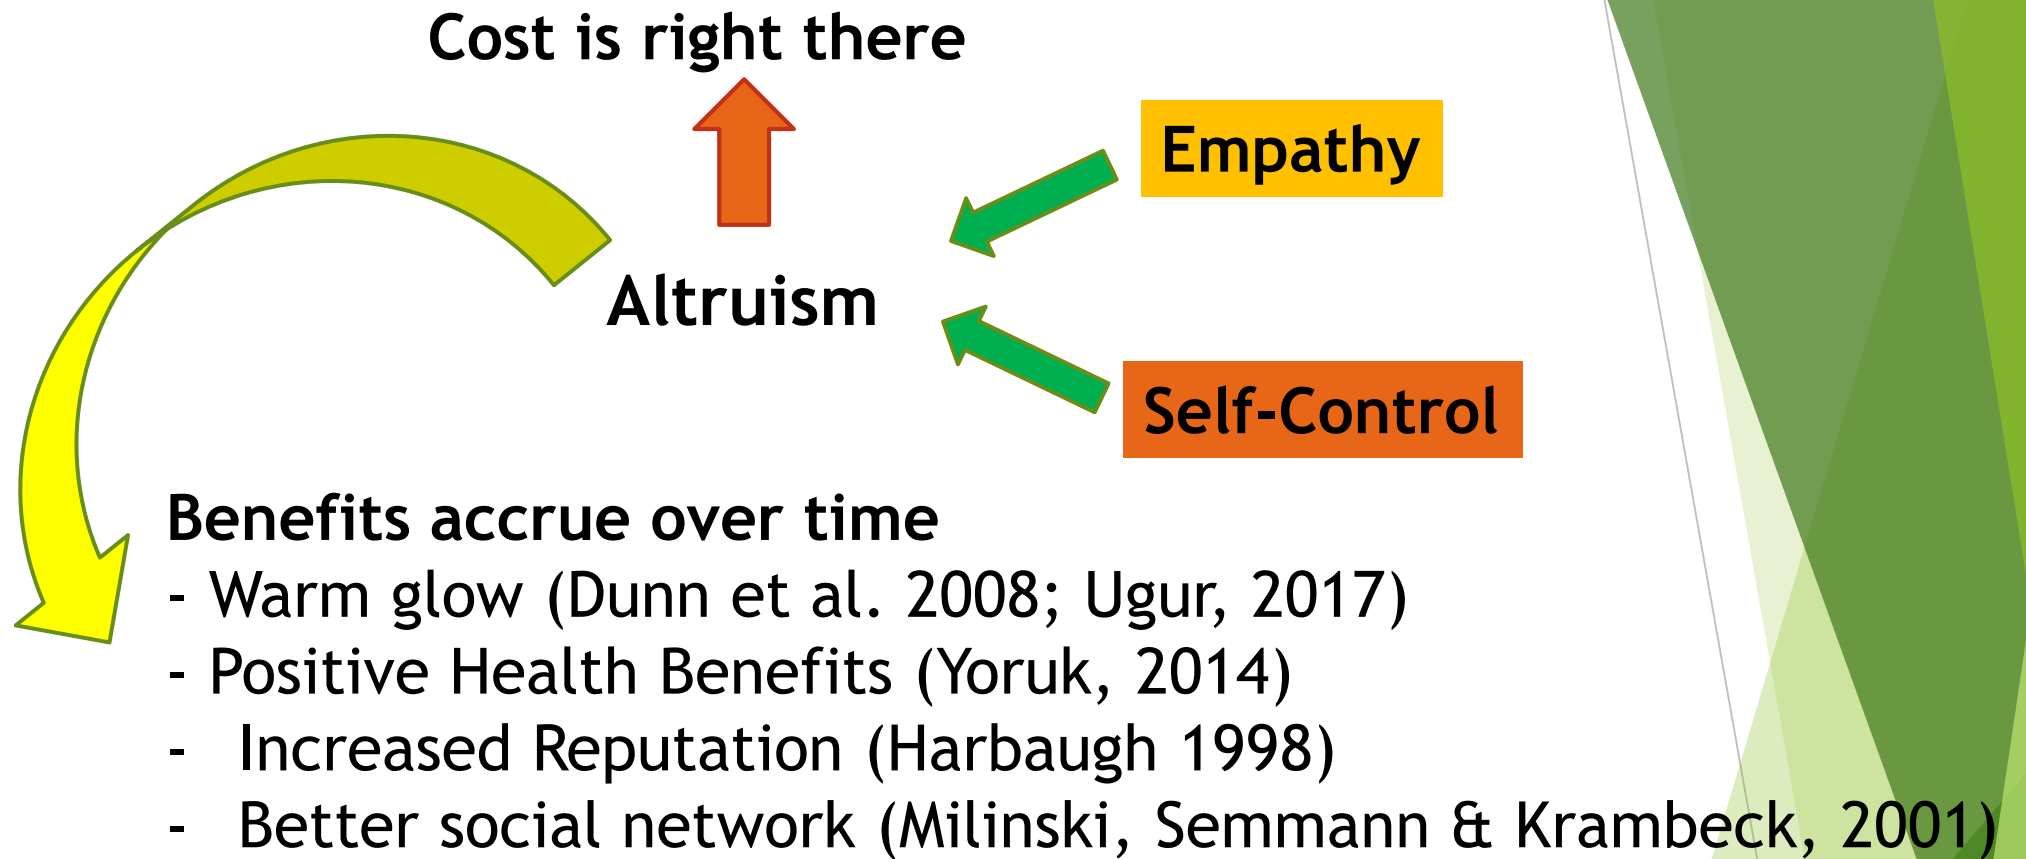 Cost is right there
Empathy
Altruism
Self-Control
Benefits accrue over time
- Warm glow (Dunn et al. 2008; Ugur, 2017)
- Positive Health Benefits (Yoruk, 2014)
- Increased Reputation (Harbaugh 1998)
- Better social network (Milinski, Semmann & Krambeck, 2001)